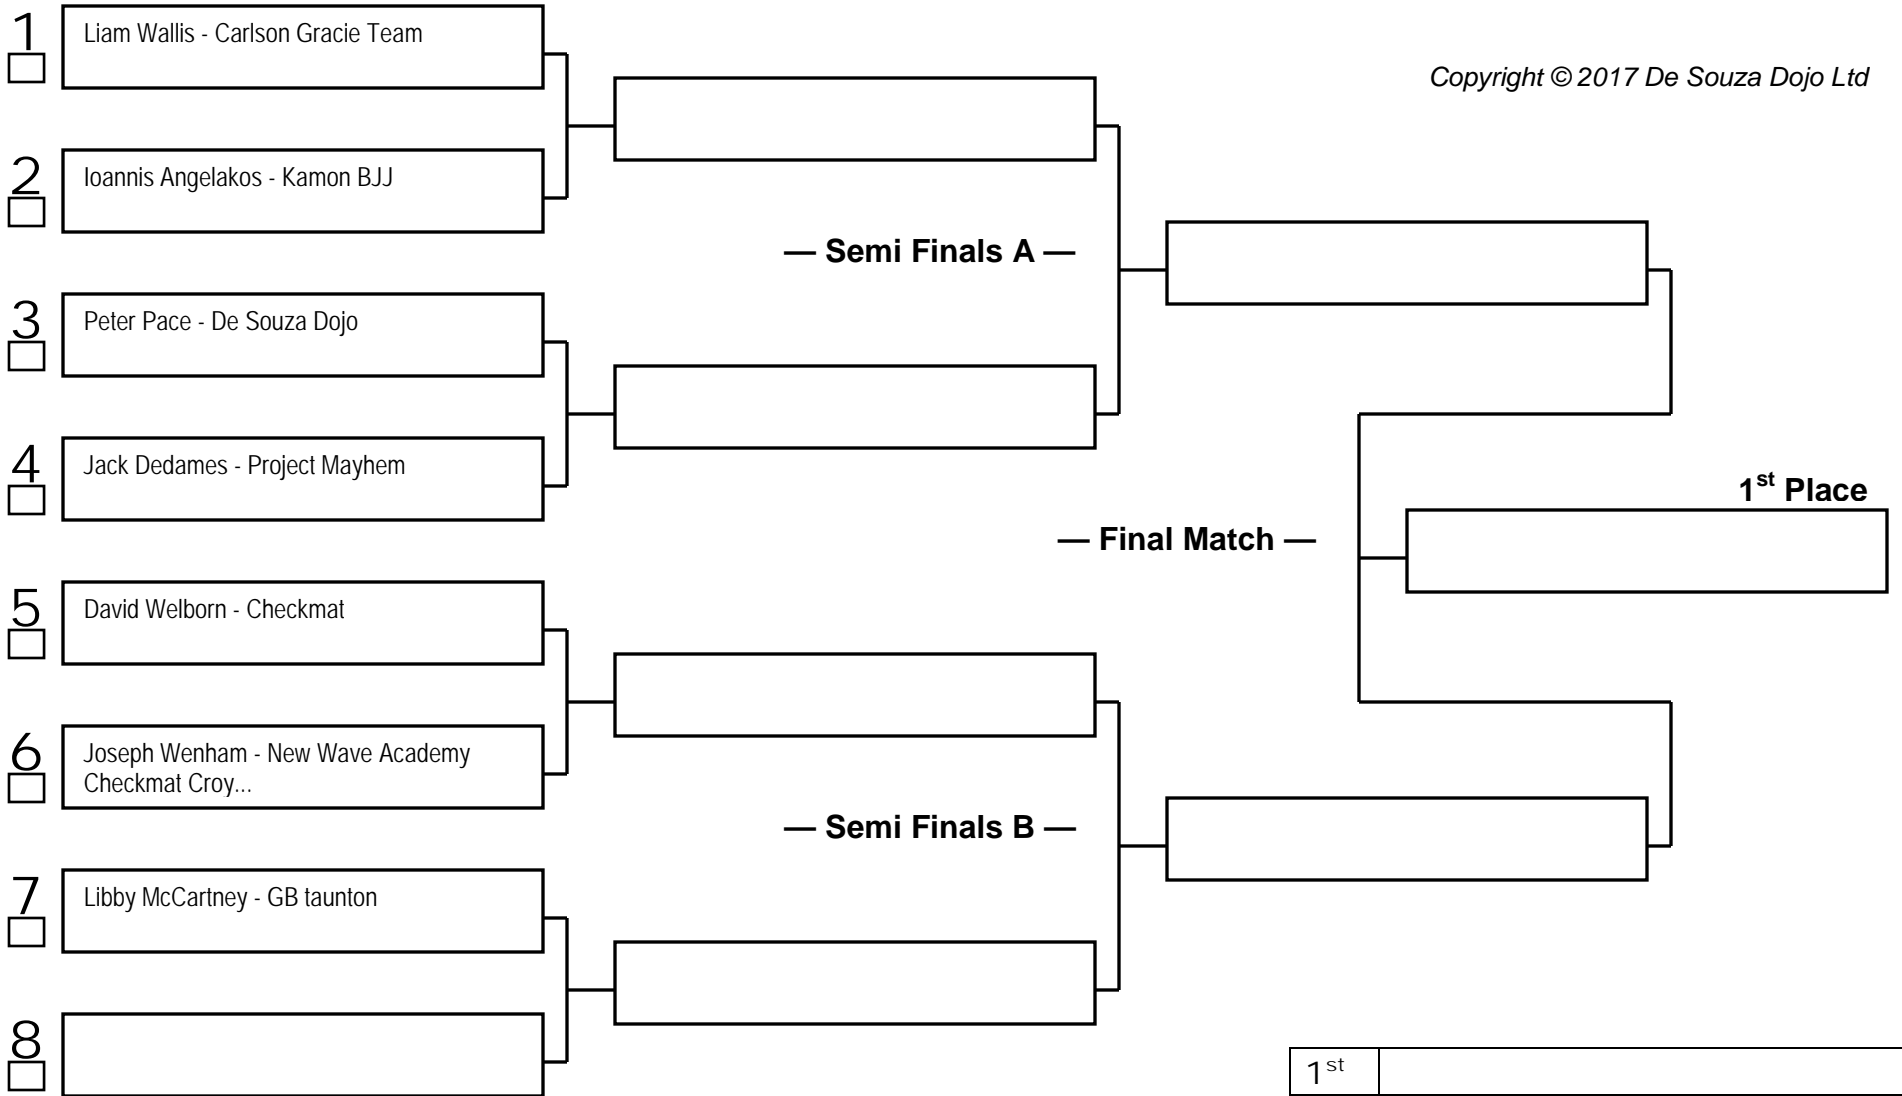 1
Liam Wallis - Carlson Gracie Team
Copyright © 2017 De Souza Dojo Ltd
2
Ioannis Angelakos - Kamon BJJ
— Semi Finals A —
3
Peter Pace - De Souza Dojo
4
Jack Dedames - Project Mayhem
1st Place
— Final Match —
5
David Welborn - Checkmat
6
Joseph Wenham - New Wave Academy
Checkmat Croy...
— Semi Finals B —
7
Libby McCartney - GB taunton
8
1st